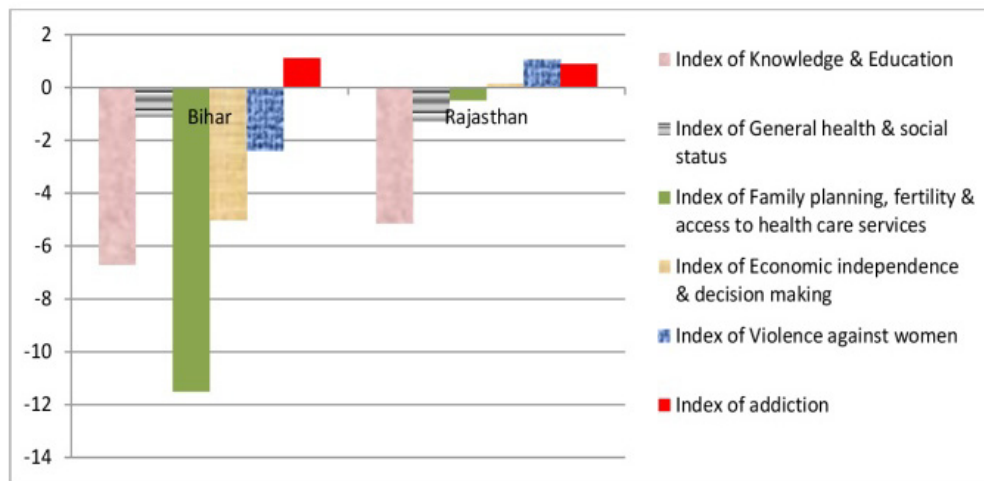 2
0
-2
-4
-6
-8
-10
-12
-14
Bihar
Rajasthan
Index of Knowledge & Education
Index of General health & social
status
Index of Family planning, fertility &
access to health care services
Index of Economic independence
& decision making
Index of Violence against women
Index of addiction